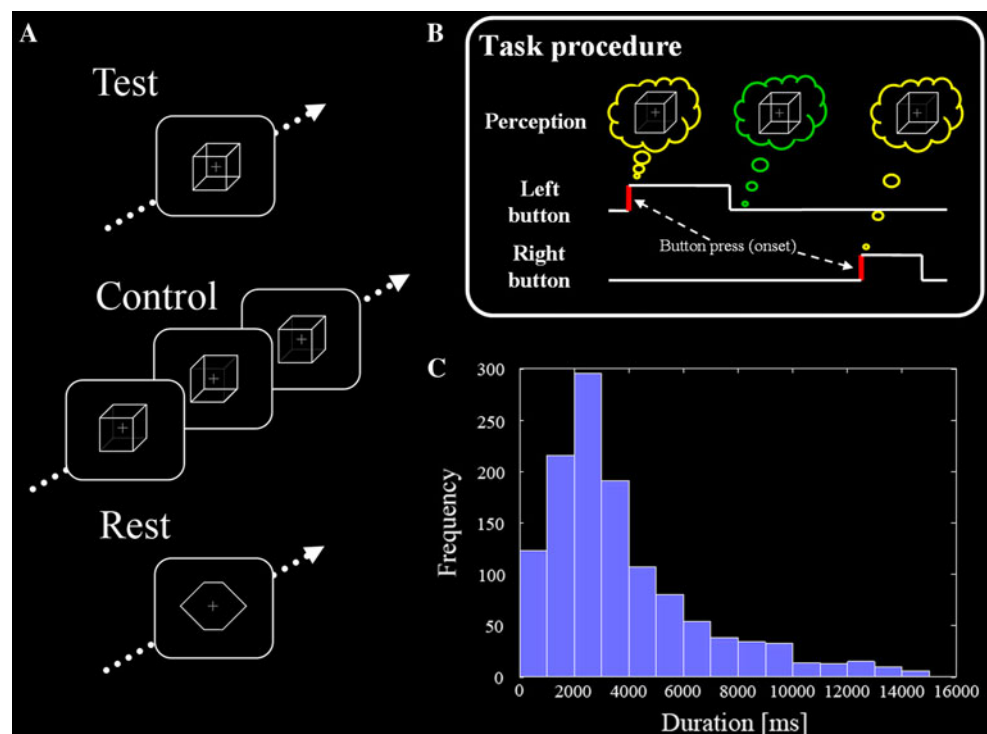 A
Test
Control
Rest
B
Task procedure
Perception
Left
button
Button press (onset)
Right
button
C
300
250
200
150
100
50
0
Frequency
0 2000 4000 6000 8000 10000 12000 14000 16000
Duration [ms]